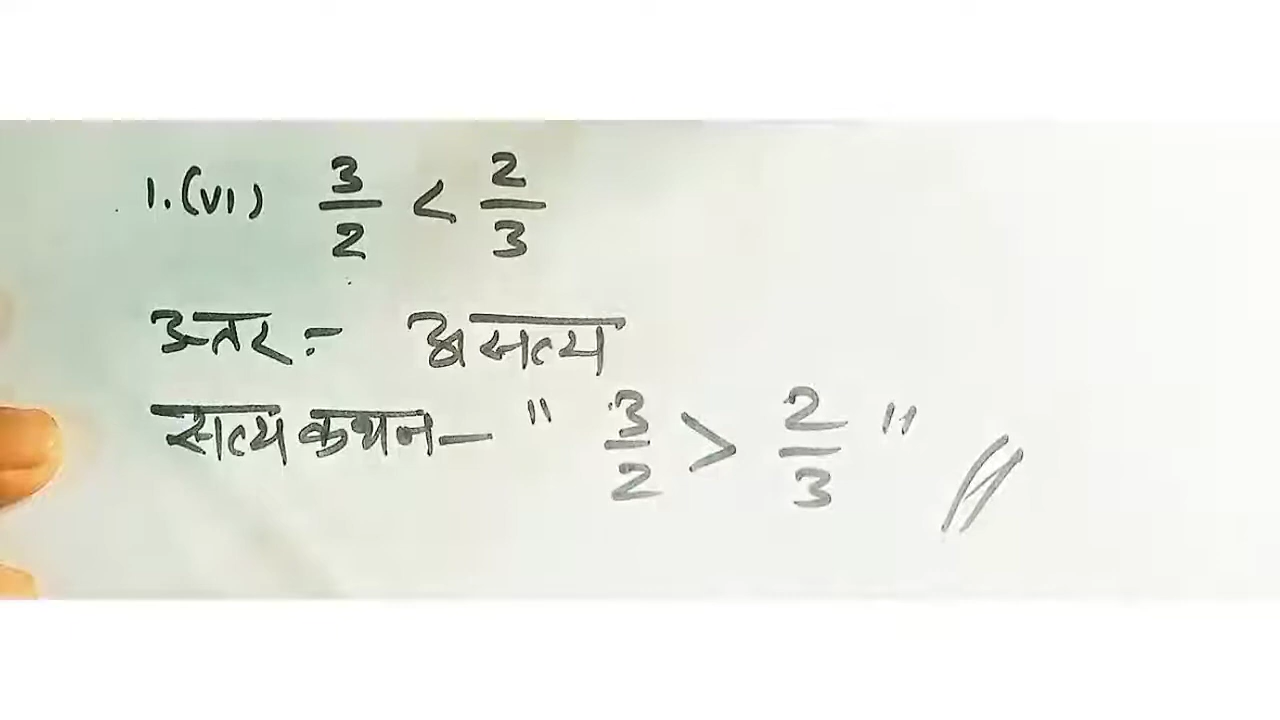 1.(vi) 3/2 < 2/3
उत्तर:- असत्य
सत्य कथन— " 3/2 > 2/3 "